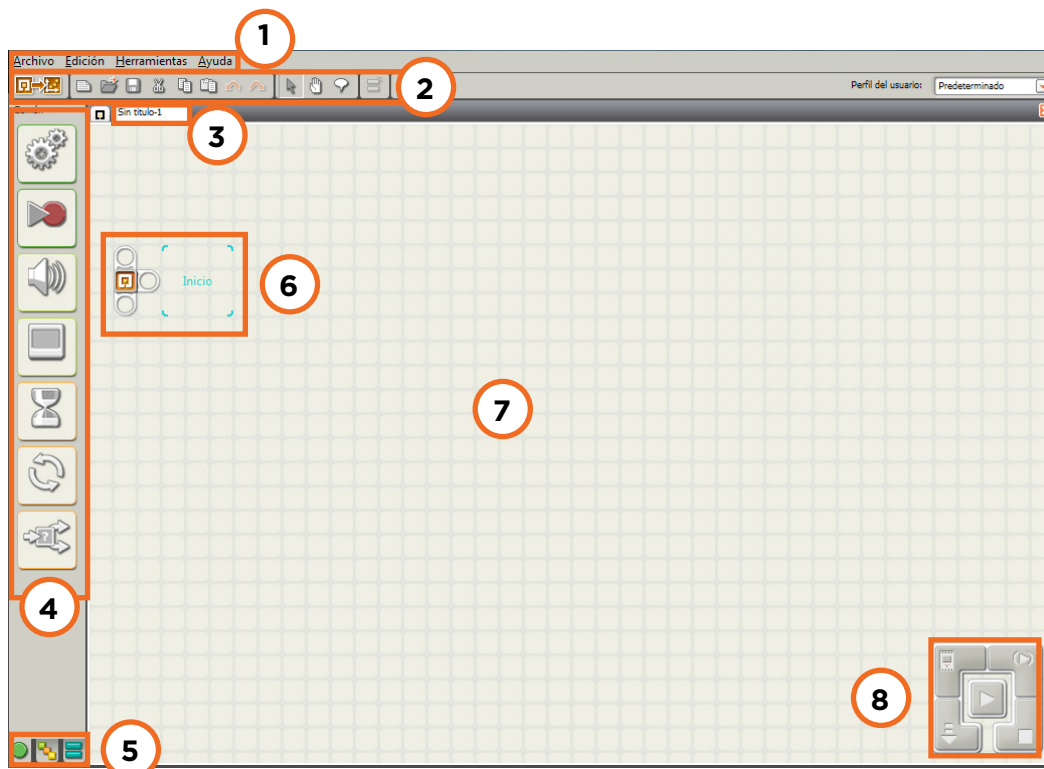 1
Archivo Edición Herramientas Ayuda
2
Perfil del usuario: Predeterminado
Común
Sin titulo-1
3
6
Inicio
7
4
8
5